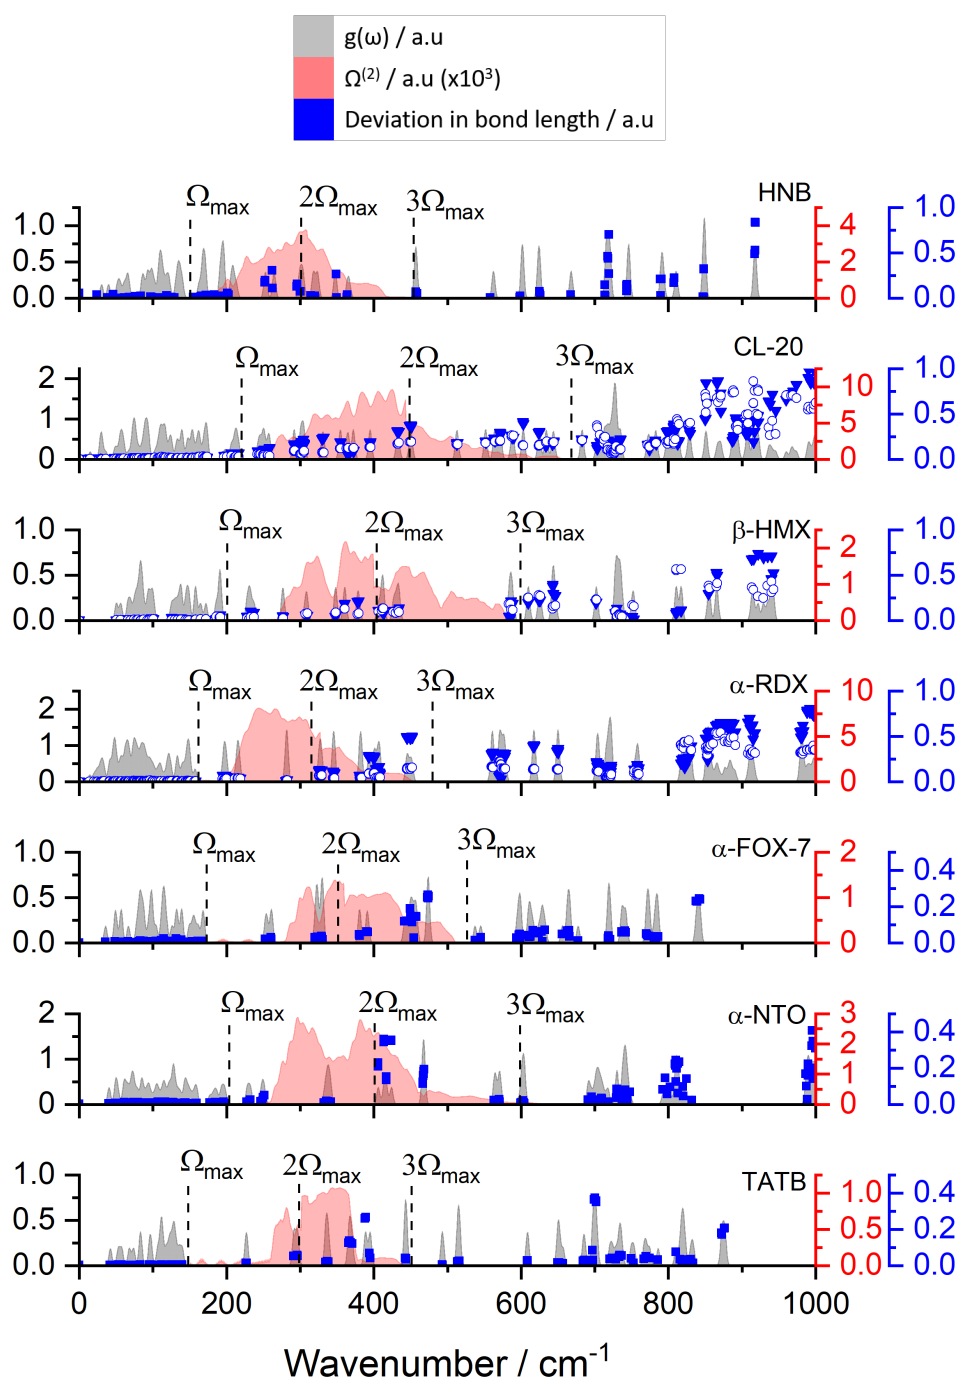 g(ω) / a.u
Ω(2) / a.u (x10³)
Deviation in bond length / a.u
HNB
Ωmax 2Ωmax 3Ωmax
1.0 0.5 0.0
4 2 0
1.0 0.5 0.0
CL-20
Ωmax 2Ωmax 3Ωmax
2 1 0
10 5 0
1.0 0.5 0.0
β-HMX
Ωmax 2Ωmax 3Ωmax
1.0 0.5 0.0
2 1 0
1.0 0.5 0.0
α-RDX
Ωmax 2Ωmax 3Ωmax
2 1 0
10 5 0
1.0 0.5 0.0
α-FOX-7
Ωmax 2Ωmax 3Ωmax
1.0 0.5 0.0
2 1 0
0.4 0.2 0.0
α-NTO
Ωmax 2Ωmax 3Ωmax
2 1 0
3 2 1 0
0.4 0.2 0.0
TATB
Ωmax 2Ωmax 3Ωmax
1.0 0.5 0.0
1.0 0.5 0.0
0.4 0.2 0.0
0 200 400 600 800 1000
Wavenumber / cm⁻¹